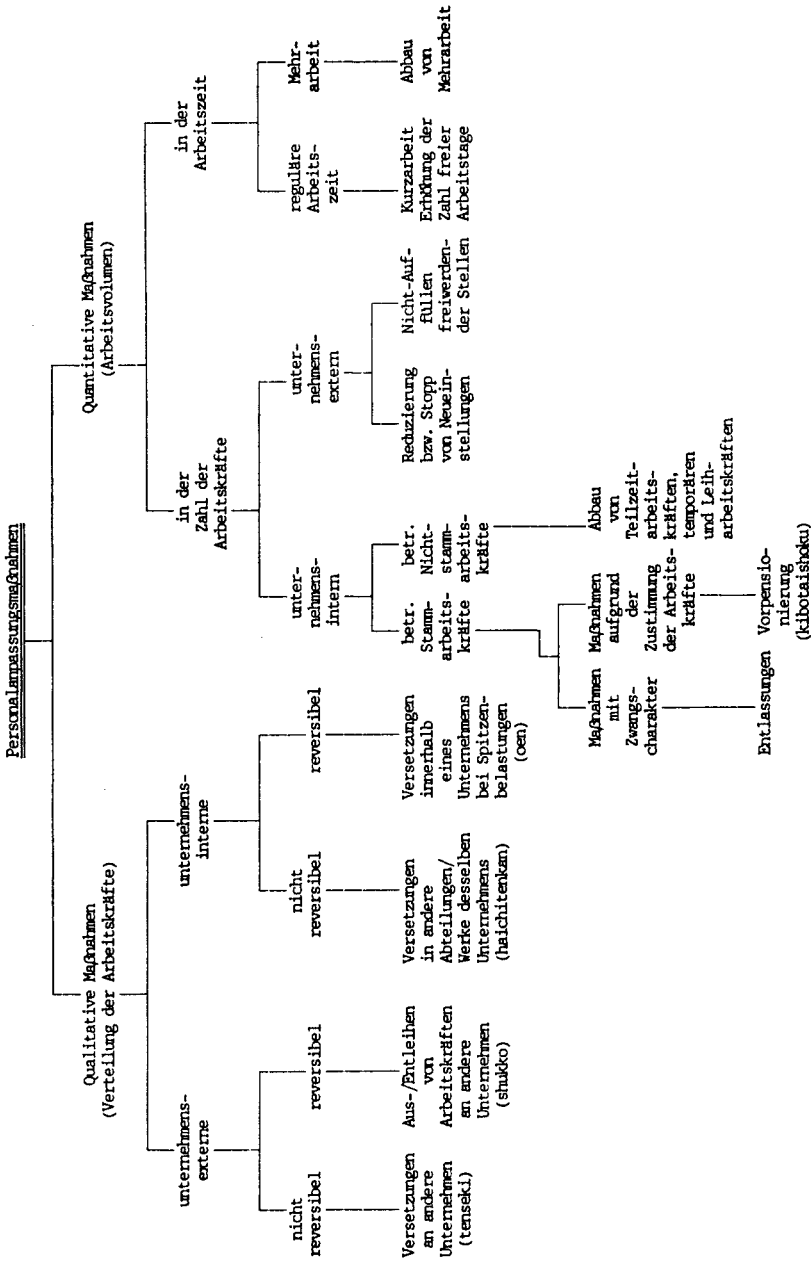 Personalanpassungsmaßnahmen
Qualitative Maßnahmen
(Verteilung der Arbeitskräfte)
Quantitative Maßnahmen
(Arbeitsvolumen)
unternehmens-
externe
unternehmens-
interne
in der
Zahl der
Arbeitskräfte
in der
Arbeitszeit
nicht
reversibel
reversibel
nicht
reversibel
reversibel
unter-
nehmens-
intern
unter-
nehmens-
extern
reguläre
Arbeits-
zeit
Mehr-
arbeit
Versetzungen
an andere
Unternehmen
(tenseki)
Aus-/Entleihen
von
Arbeitskräften
an andere
Unternehmen
(shukko)
Versetzungen
in andere
Abteilungen/
Werke desselben
Unternehmens
(haichitenkan)
Versetzungen
innerhalb
eines
Unternehmens
bei Spitzen-
belastungen
(oen)
betr.
Stamm-
arbeits-
kräfte
betr.
Nicht-
stamm-
arbeits-
kräfte
Reduzierung
bzw. Stopp
von Neuein-
stellungen
Nicht-Auf-
füllen
freiwerden-
der Stellen
Kurzarbeit
Erhöhung der
Zahl freier
Arbeitstage
Abbau
von
Mehrarbeit
Maßnahmen
mit
Zwangs-
charakter
Maßnahmen
aufgrund
der
Zustimmung
der Arbeits-
kräfte
Abbau
von
Teilzeit-
arbeits-
kräften,
temporären
und Leih-
arbeitskräften
Entlassungen
Vorpensio-
nierung
(kibotaishoku)